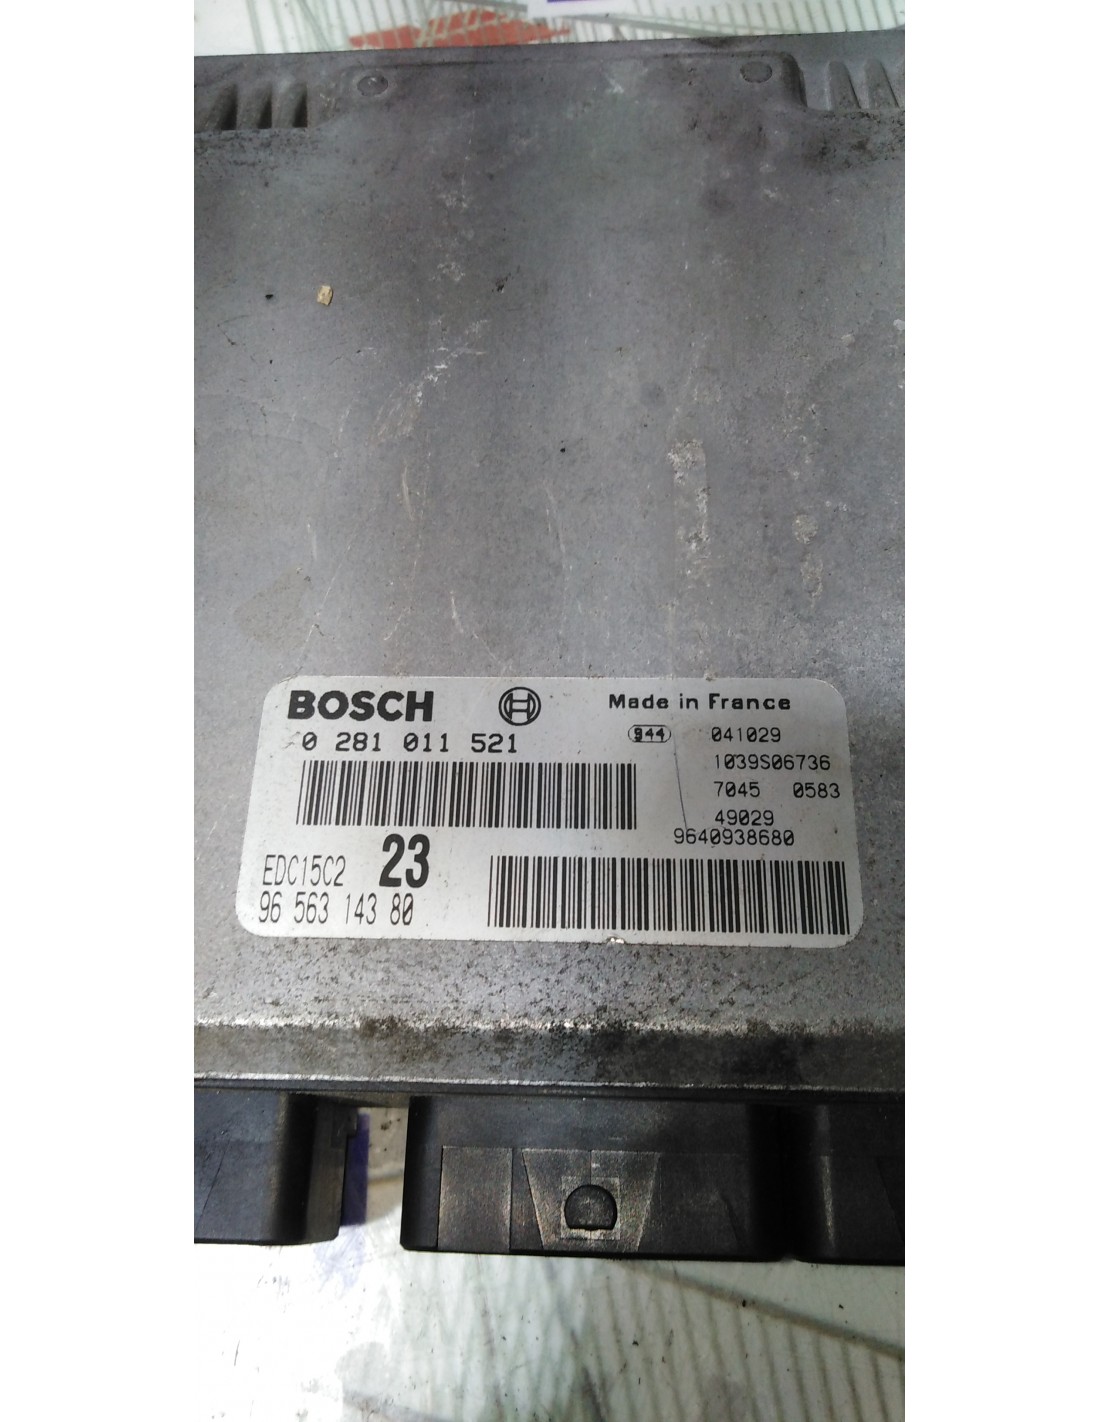 BOSCH
Made in France
0 281 011 521
944 041029
1039S06736
7045 0583
49029
9640938680
EDC15C2 23
96 563 143 80